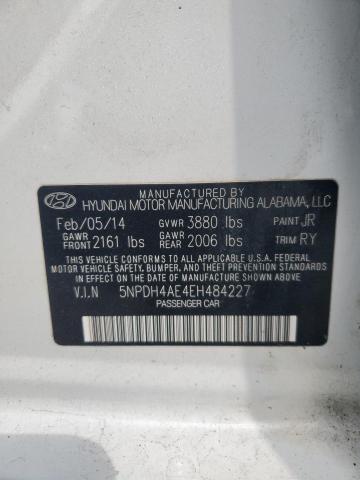 MANUFACTURED BY
HYUNDAI MOTOR MANUFACTURING ALABAMA, LLC
Feb/05/14 GVWR 3880 lbs PAINT JR
GAWR FRONT 2161 lbs GAWR REAR 2006 lbs TRIM RY
THIS VEHICLE CONFORMS TO ALL APPLICABLE U.S.A FEDERAL
MOTOR VEHICLE SAFETY, BUMPER, AND THEFT PREVENTION
STANDARDS IN EFFECT ON THE DATE OF MANUFACTURE
SHOWN ABOVE.
V.I.N 5NPDH4AE4EH484227
PASSENGER CAR